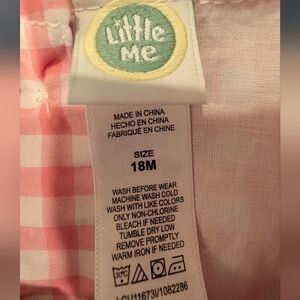 Little
Me
MADE IN CHINA
HECHO EN CHINA
FABRIQUÉ EN CHINE
SIZE
18M
WASH BEFORE WEAR
MACHINE WASH COLD
WASH WITH LIKE COLORS
ONLY NON-CHLORINE
BLEACH IF NEEDED
TUMBLE DRY LOW
REMOVE PROMPTLY
WARM IRON IF NEEDED
LCU11673I/1082286